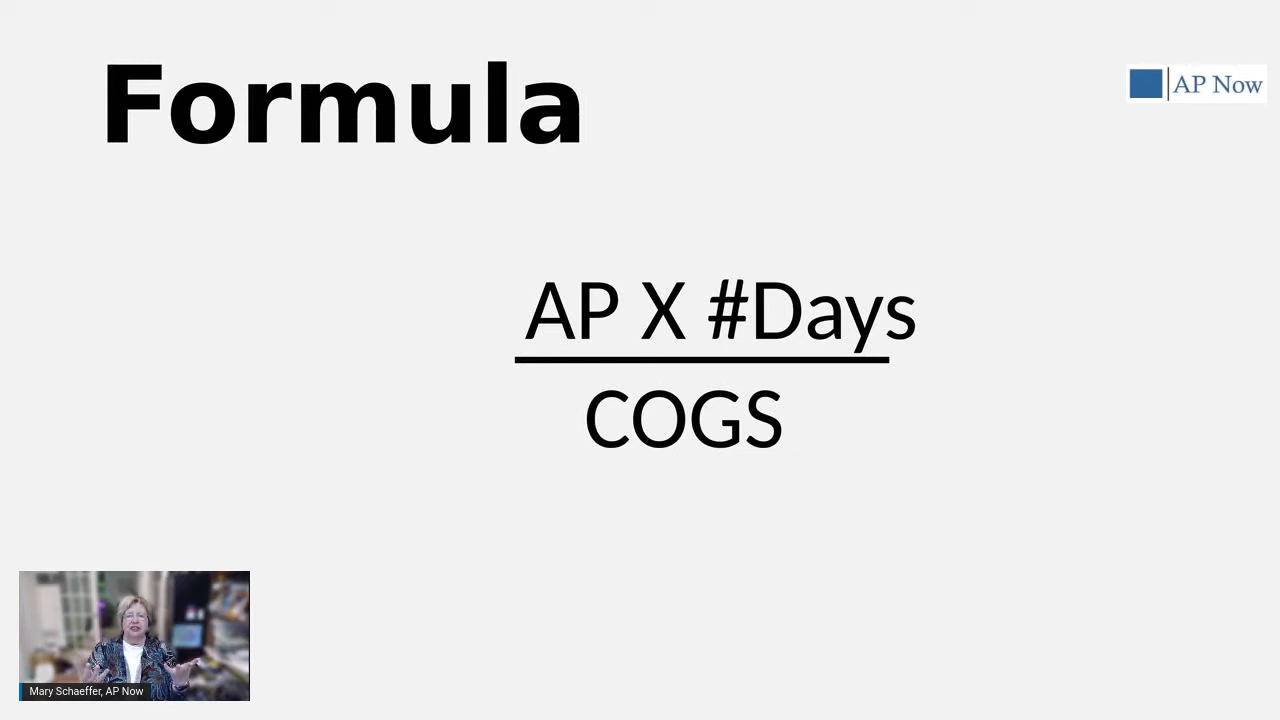 Formula
AP Now
AP X #Days
COGS
Mary Schaeffer, AP Now